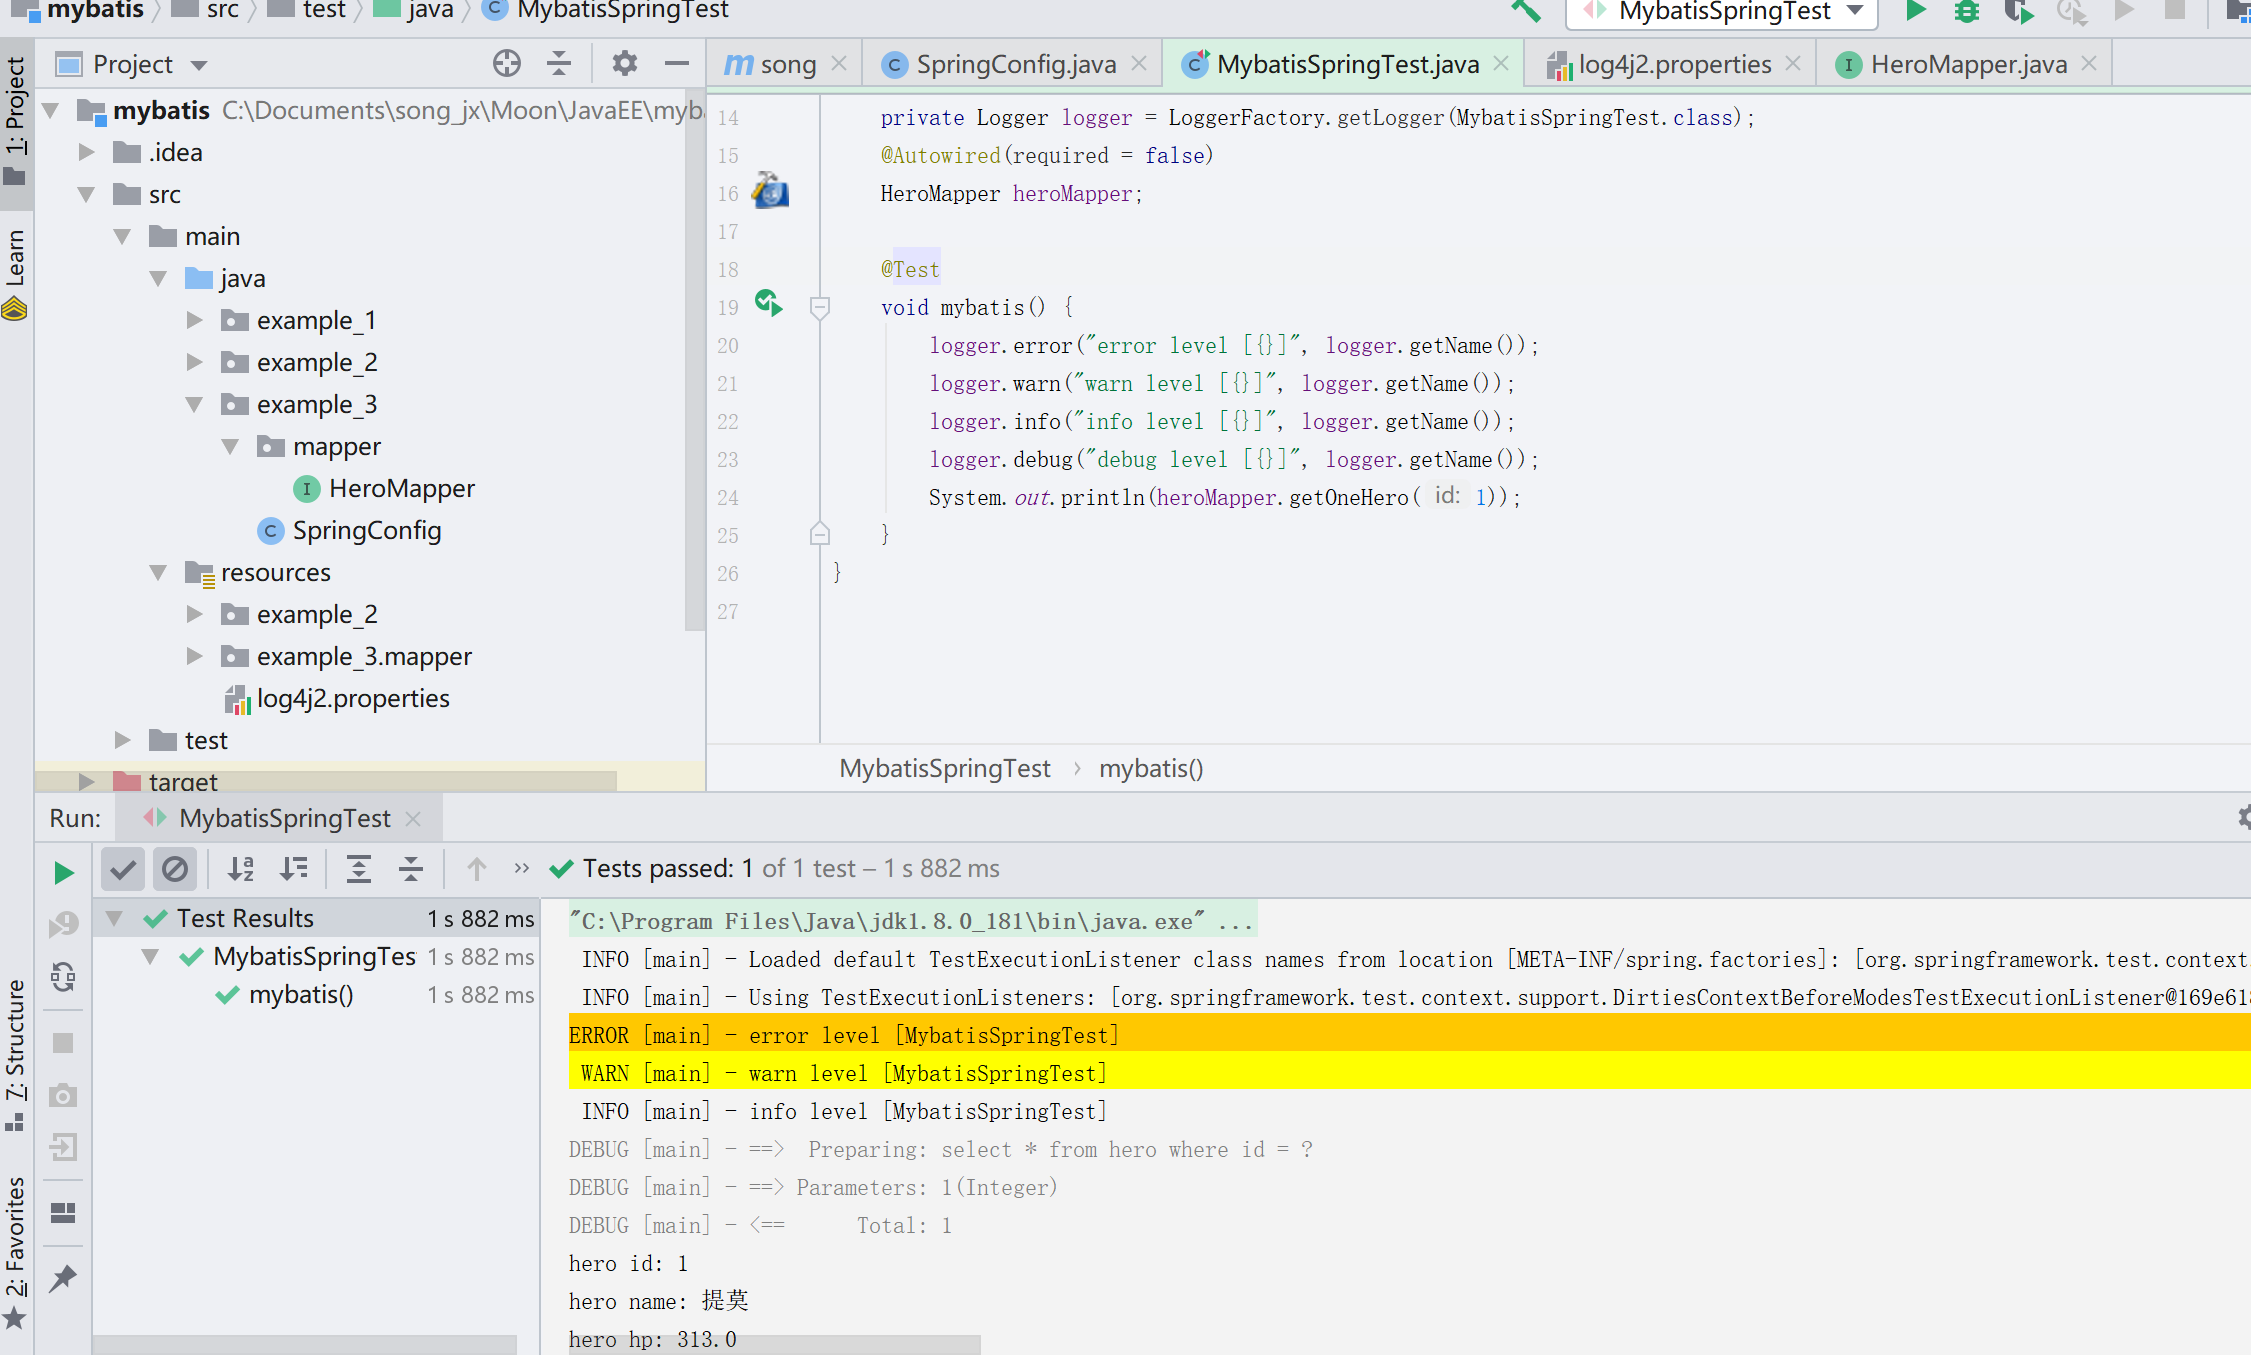 mybatis src test java C MybatisSpringTest
MybatisSpringTest
1: Project
Learn
7: Structure
2: Favorites
Project
mybatis C:\Documents\song_jx\Moon\JavaEE\myb
.idea
src
main
java
example_1
example_2
example_3
mapper
I HeroMapper
C SpringConfig
resources
example_2
example_3.mapper
log4j2.properties
test
target
m song
C SpringConfig.java
C MybatisSpringTest.java
log4j2.properties
I HeroMapper.java
14 private Logger logger = LoggerFactory.getLogger(MybatisSpringTest.class);
15 @Autowired(required = false)
16 HeroMapper heroMapper;
17
18 @Test
19 void mybatis() {
20 logger.error("error level [{}]", logger.getName());
21 logger.warn("warn level [{}]", logger.getName());
22 logger.info("info level [{}]", logger.getName());
23 logger.debug("debug level [{}]", logger.getName());
24 System.out.println(heroMapper.getOneHero( id: 1));
25 }
26 }
27
MybatisSpringTest › mybatis()
Run: MybatisSpringTest
Tests passed: 1 of 1 test – 1 s 882 ms
Test Results 1 s 882 ms
MybatisSpringTes 1 s 882 ms
mybatis() 1 s 882 ms
"C:\Program Files\Java\jdk1.8.0_181\bin\java.exe" ...
INFO [main] - Loaded default TestExecutionListener class names from location [META-INF/spring.factories]: [org.springframework.test.context.
INFO [main] - Using TestExecutionListeners: [org.springframework.test.context.support.DirtiesContextBeforeModesTestExecutionListener@169e618
ERROR [main] - error level [MybatisSpringTest]
WARN [main] - warn level [MybatisSpringTest]
INFO [main] - info level [MybatisSpringTest]
DEBUG [main] - ==>  Preparing: select * from hero where id = ?
DEBUG [main] - ==> Parameters: 1(Integer)
DEBUG [main] - <==      Total: 1
hero id: 1
hero name: 提莫
hero hp: 313.0